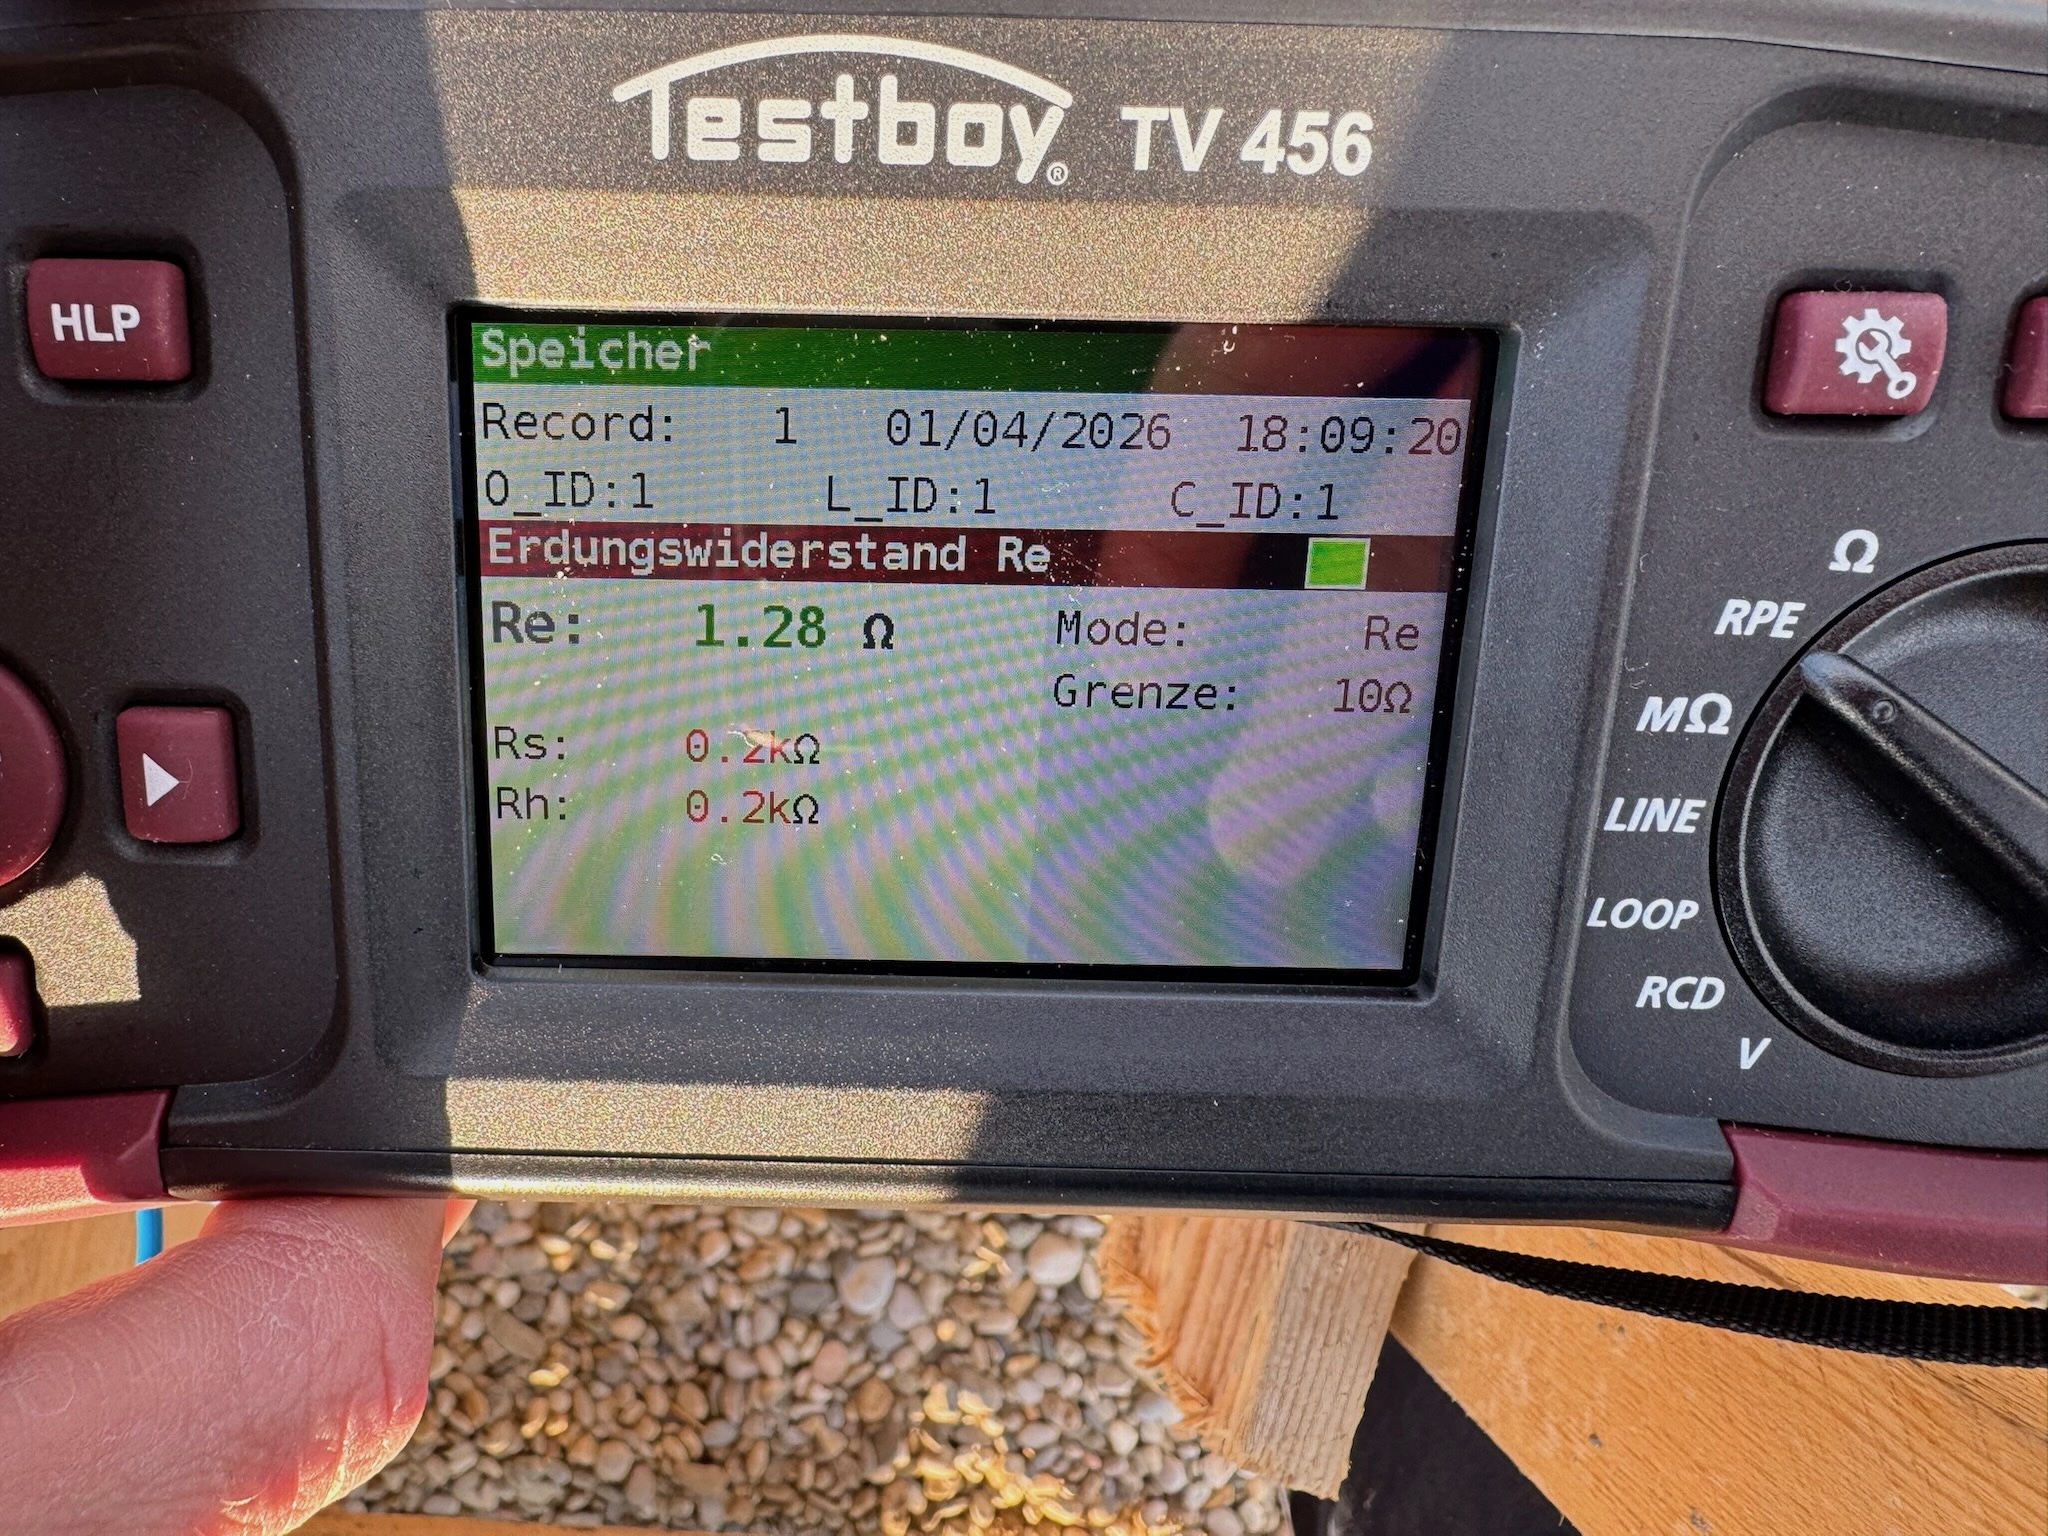 Testboy® TV 456
HLP
Speicher
Record: 1 01/04/2026 18:09:20
O_ID:1 L_ID:1 C_ID:1
Erdungswiderstand Re
Re: 1.28 Ω Mode: Re
Grenze: 10Ω
Rs: 0.2kΩ
Rh: 0.2kΩ
Ω
RPE
MΩ
LINE
LOOP
RCD
V